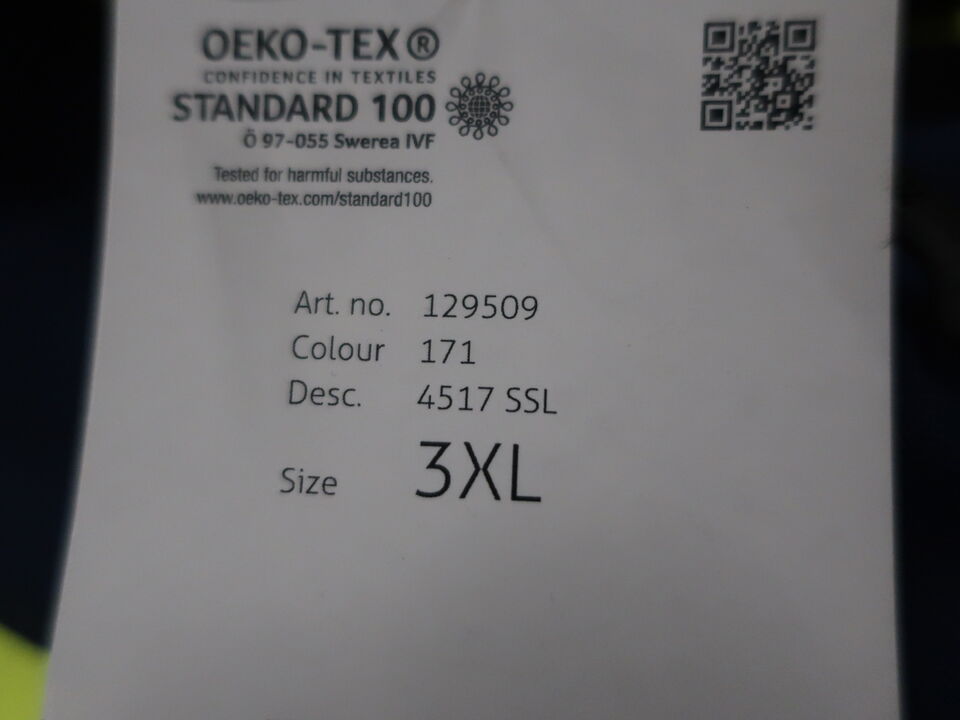 OEKO-TEX®
CONFIDENCE IN TEXTILES
STANDARD 100
Ö 97-055 Swerea IVF
Tested for harmful substances.
www.oeko-tex.com/standard100
Art. no. 129509
Colour 171
Desc. 4517 SSL
Size 3XL